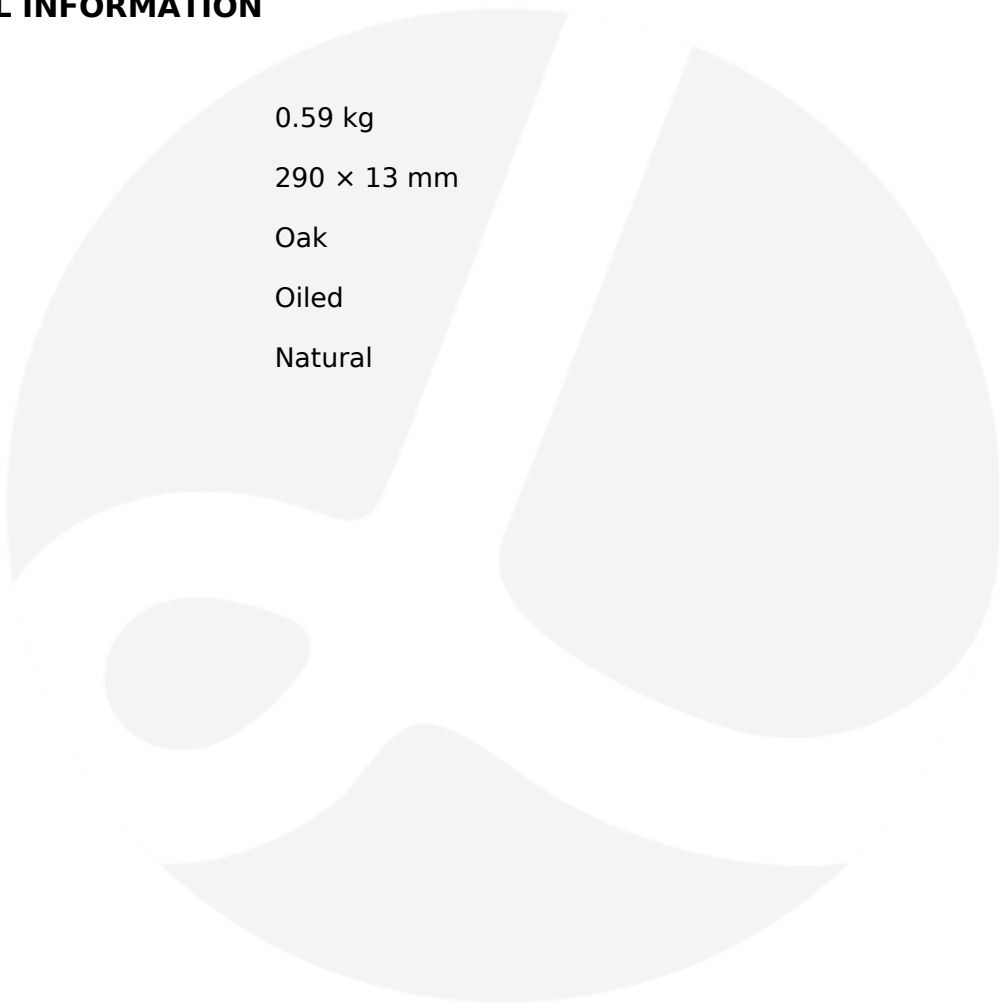 L INFORMATION
0.59 kg
290 × 13 mm
Oak
Oiled
Natural